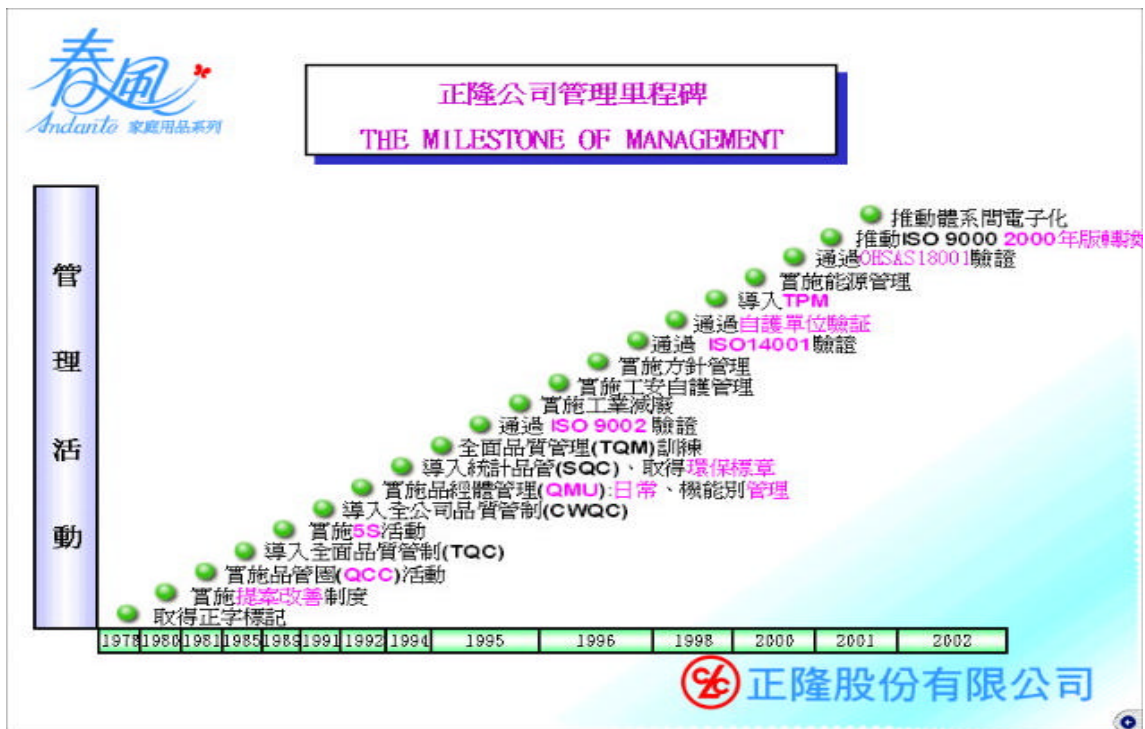 春風
Andante 家庭用品系列
正隆公司管理里程碑
THE MILESTONE OF MANAGEMENT
管理活動
推動體系間電子化
推動ISO 9000 2000年版轉換
通過OHSAS18001驗證
實施能源管理
導入TPM
通過自護單位驗証
通過 ISO14001驗證
實施方針管理
實施工安自護管理
實施工業減廢
通過 ISO 9002 驗證
全面品質管理(TQM)訓練
導入統計品管(SQC)、取得環保標章
實施品經體管理(QMU):日常、機能別管理
導入全公司品質管制(CWQC)
實施5S活動
導入全面品質管制(TQC)
實施品管圈(QCC)活動
實施提案改善制度
取得正字標記
1978 1980 1981 1985 1989 1991 1992 1994 1995 1996 1998 2000 2001 2002
CLC 正隆股份有限公司